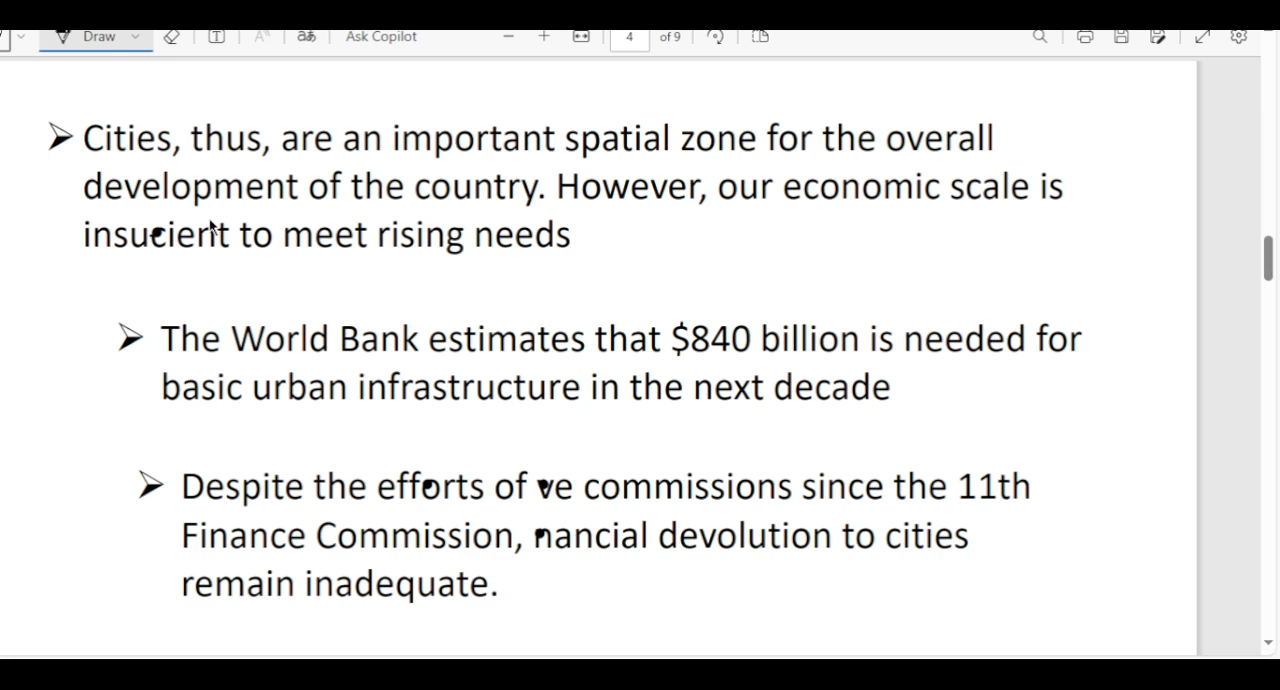 Draw
Ask Copilot
4 of 9
➢ Cities, thus, are an important spatial zone for the overall
development of the country. However, our economic scale is
insucient to meet rising needs
➢ The World Bank estimates that $840 billion is needed for
basic urban infrastructure in the next decade
➢ Despite the efforts of ve commissions since the 11th
Finance Commission, nancial devolution to cities
remain inadequate.